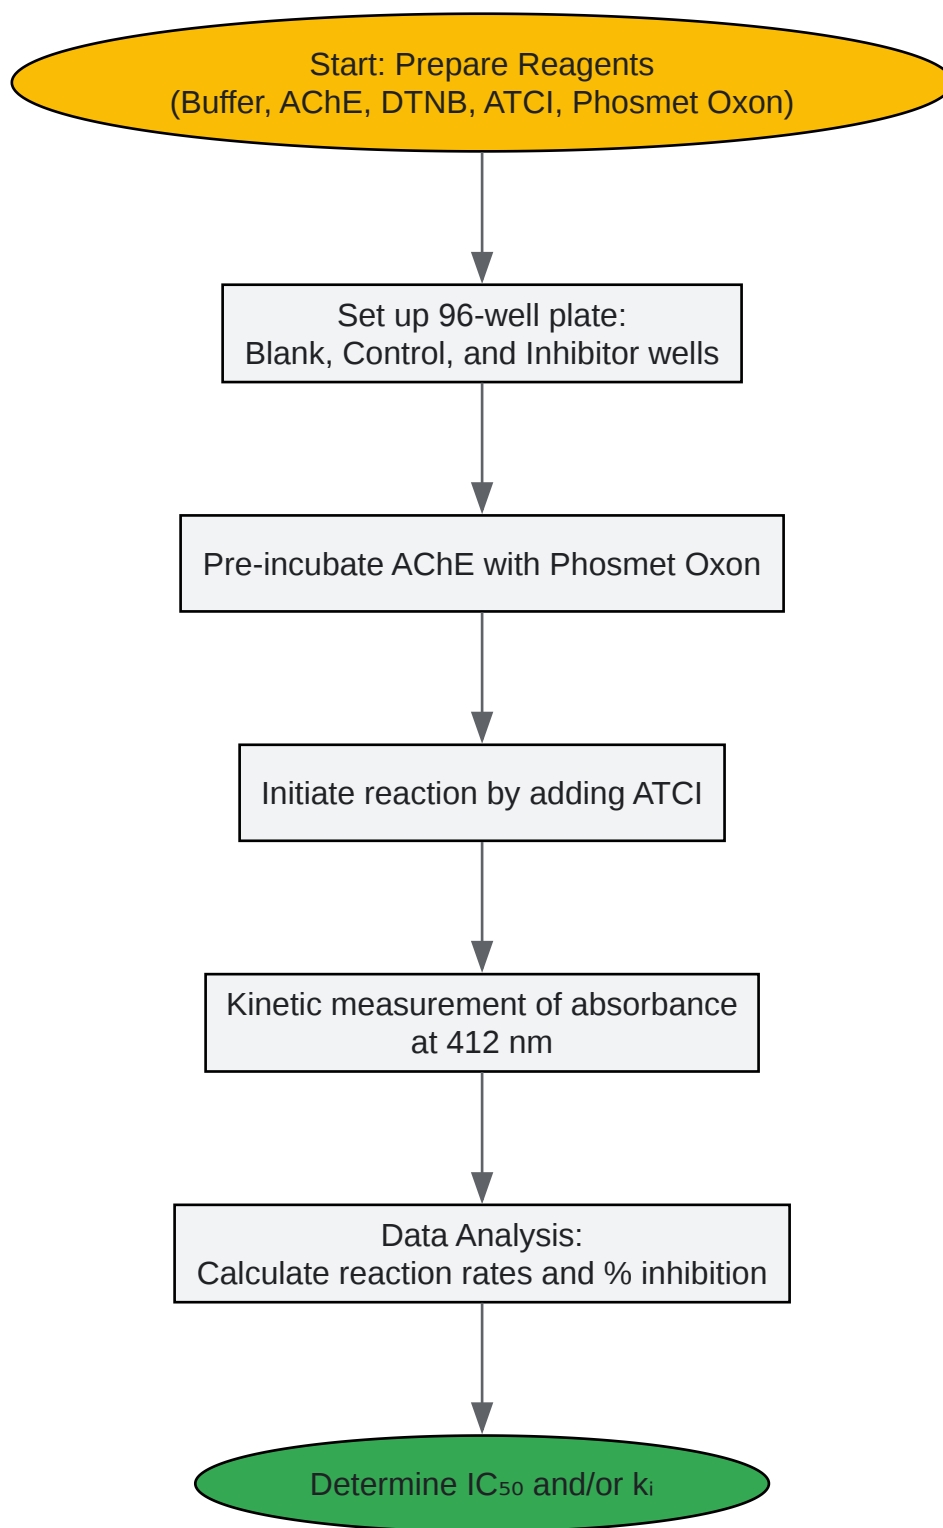 Start: Prepare Reagents
(Buffer, AChE, DTNB, ATCI, Phosmet Oxon)
Set up 96-well plate:
Blank, Control, and Inhibitor wells
Pre-incubate AChE with Phosmet Oxon
Initiate reaction by adding ATCI
Kinetic measurement of absorbance
at 412 nm
Data Analysis:
Calculate reaction rates and % inhibition
Determine IC₅₀ and/or kᵢ